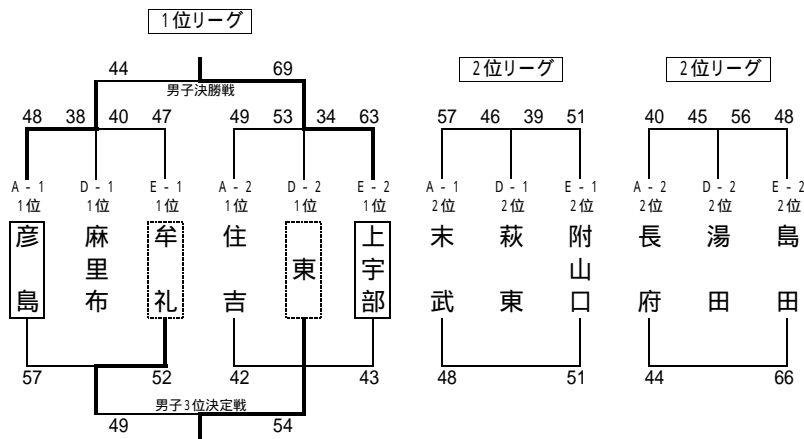 1位リーグ
2位リーグ
2位リーグ
44 69
男子決勝戦
48 38 40 47 49 53 34 63 57 46 39 51 40 45 56 48
A-1 D-1 E-1 A-2 D-2 E-2 A-1 D-1 E-1 A-2 D-2 E-2
1位 1位 1位 1位 1位 1位 2位 2位 2位 2位 2位 2位
彦島
麻里布
牟礼
住吉
東
上宇部
末武
萩東
附山口
長府
湯田
島田
57 52 42 43 48 51 44 66
男子3位決定戦
49 54